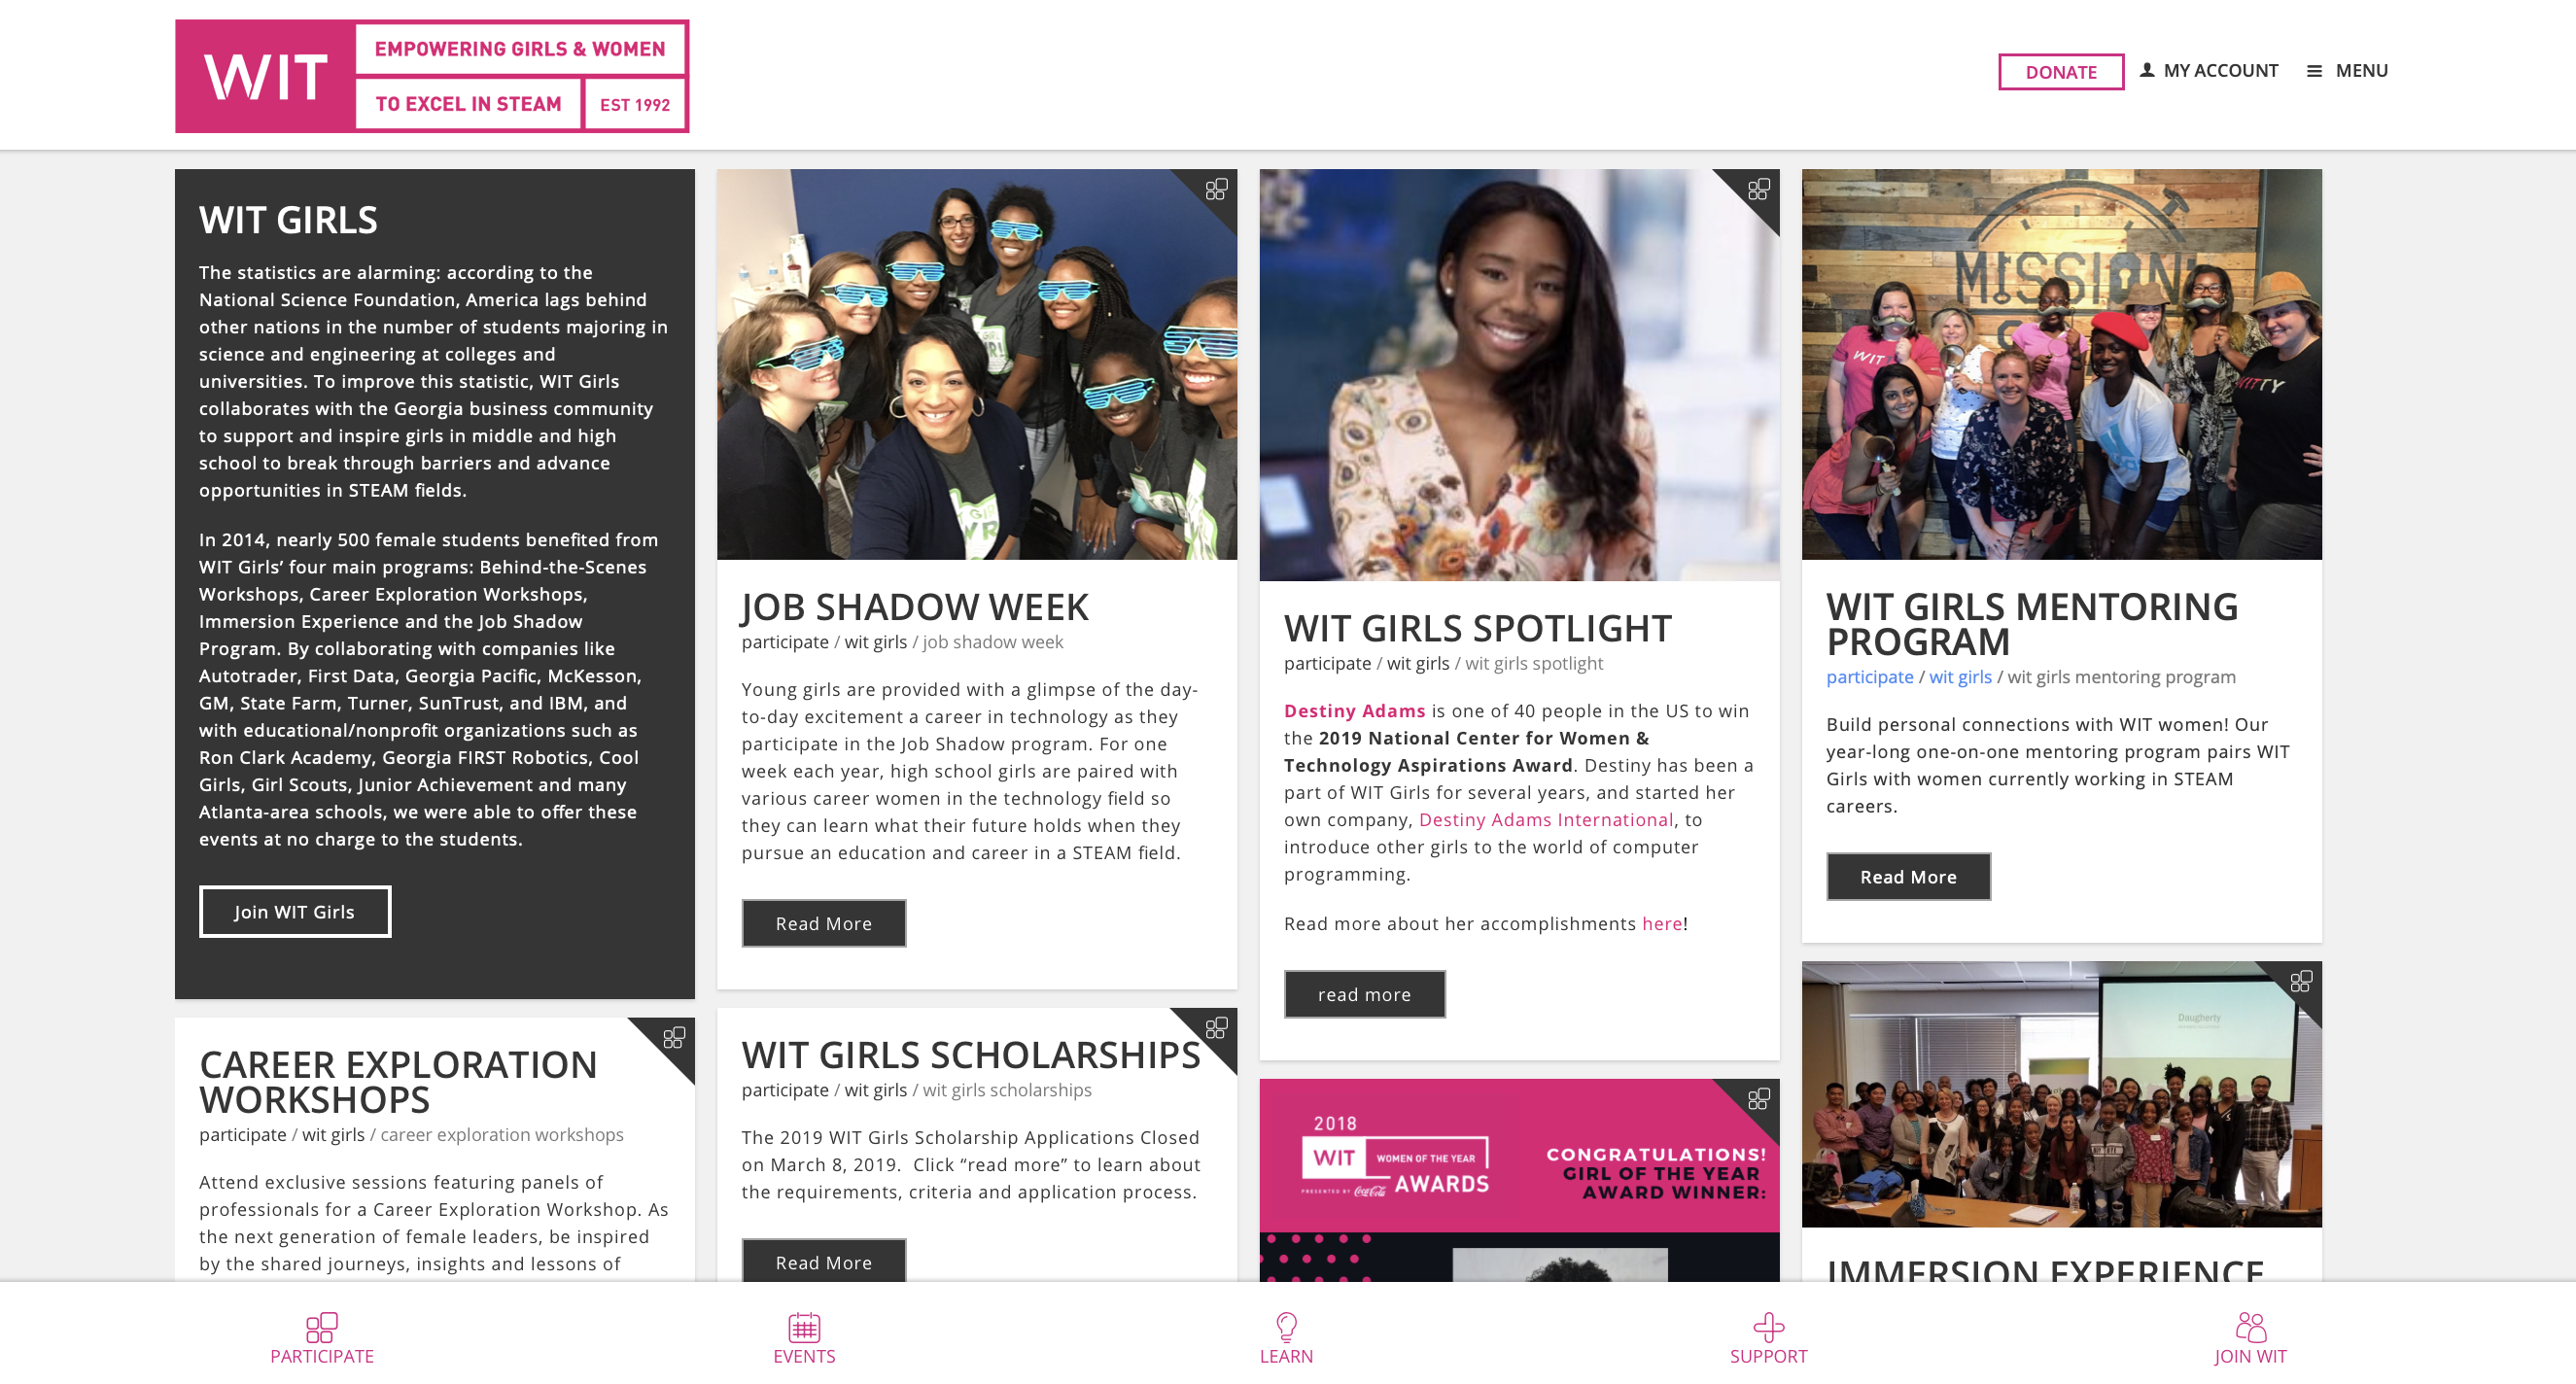 WIT
EMPOWERING GIRLS & WOMEN
TO EXCEL IN STEAM
EST 1992
DONATE
MY ACCOUNT
MENU
WIT GIRLS
The statistics are alarming: according to the
National Science Foundation, America lags behind
other nations in the number of students majoring in
science and engineering at colleges and
universities. To improve this statistic, WIT Girls
collaborates with the Georgia business community
to support and inspire girls in middle and high
school to break through barriers and advance
opportunities in STEAM fields.
In 2014, nearly 500 female students benefited from
WIT Girls’ four main programs: Behind-the-Scenes
Workshops, Career Exploration Workshops,
Immersion Experience and the Job Shadow
Program. By collaborating with companies like
Autotrader, First Data, Georgia Pacific, McKesson,
GM, State Farm, Turner, SunTrust, and IBM, and
with educational/nonprofit organizations such as
Ron Clark Academy, Georgia FIRST Robotics, Cool
Girls, Girl Scouts, Junior Achievement and many
Atlanta-area schools, we were able to offer these
events at no charge to the students.
Join WIT Girls
CAREER EXPLORATION
WORKSHOPS
participate / wit girls / career exploration workshops
Attend exclusive sessions featuring panels of
professionals for a Career Exploration Workshop. As
the next generation of female leaders, be inspired
by the shared journeys, insights and lessons of
JOB SHADOW WEEK
participate / wit girls / job shadow week
Young girls are provided with a glimpse of the day-
to-day excitement a career in technology as they
participate in the Job Shadow program. For one
week each year, high school girls are paired with
various career women in the technology field so
they can learn what their future holds when they
pursue an education and career in a STEAM field.
Read More
WIT GIRLS SCHOLARSHIPS
participate / wit girls / wit girls scholarships
The 2019 WIT Girls Scholarship Applications Closed
on March 8, 2019.  Click “read more” to learn about
the requirements, criteria and application process.
Read More
WIT GIRLS SPOTLIGHT
participate / wit girls / wit girls spotlight
Destiny Adams is one of 40 people in the US to win
the 2019 National Center for Women &
Technology Aspirations Award. Destiny has been a
part of WIT Girls for several years, and started her
own company, Destiny Adams International, to
introduce other girls to the world of computer
programming.
Read more about her accomplishments here!
read more
2018
WIT WOMEN OF THE YEAR
PRESENTED BY Coca-Cola AWARDS
CONGRATULATIONS!
GIRL OF THE YEAR
AWARD WINNER:
MISSION
WIT
WITTY
WIT GIRLS MENTORING
PROGRAM
participate / wit girls / wit girls mentoring program
Build personal connections with WIT women! Our
year-long one-on-one mentoring program pairs WIT
Girls with women currently working in STEAM
careers.
Read More
Daugherty
IMMERSION EXPERIENCE
PARTICIPATE
EVENTS
LEARN
SUPPORT
JOIN WIT